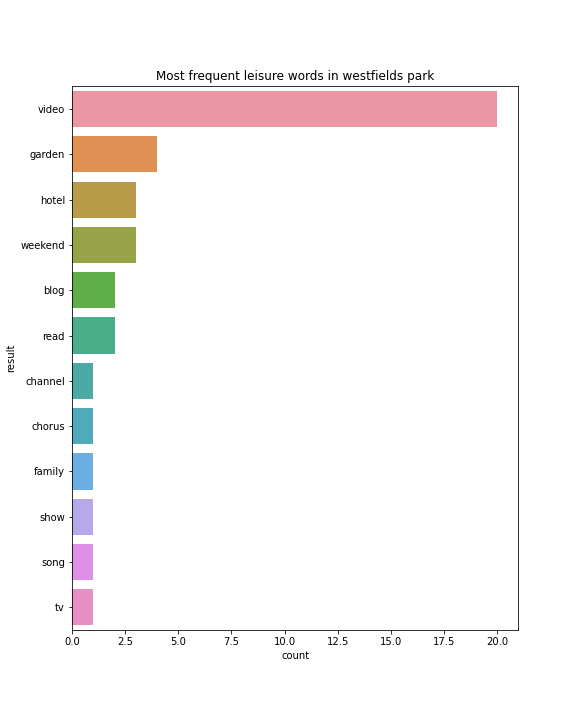 Most frequent leisure words in westfields park
video
garden
hotel
weekend
blog
read
channel
chorus
family
show
song
tv
result
0.0 2.5 5.0 7.5 10.0 12.5 15.0 17.5 20.0
count